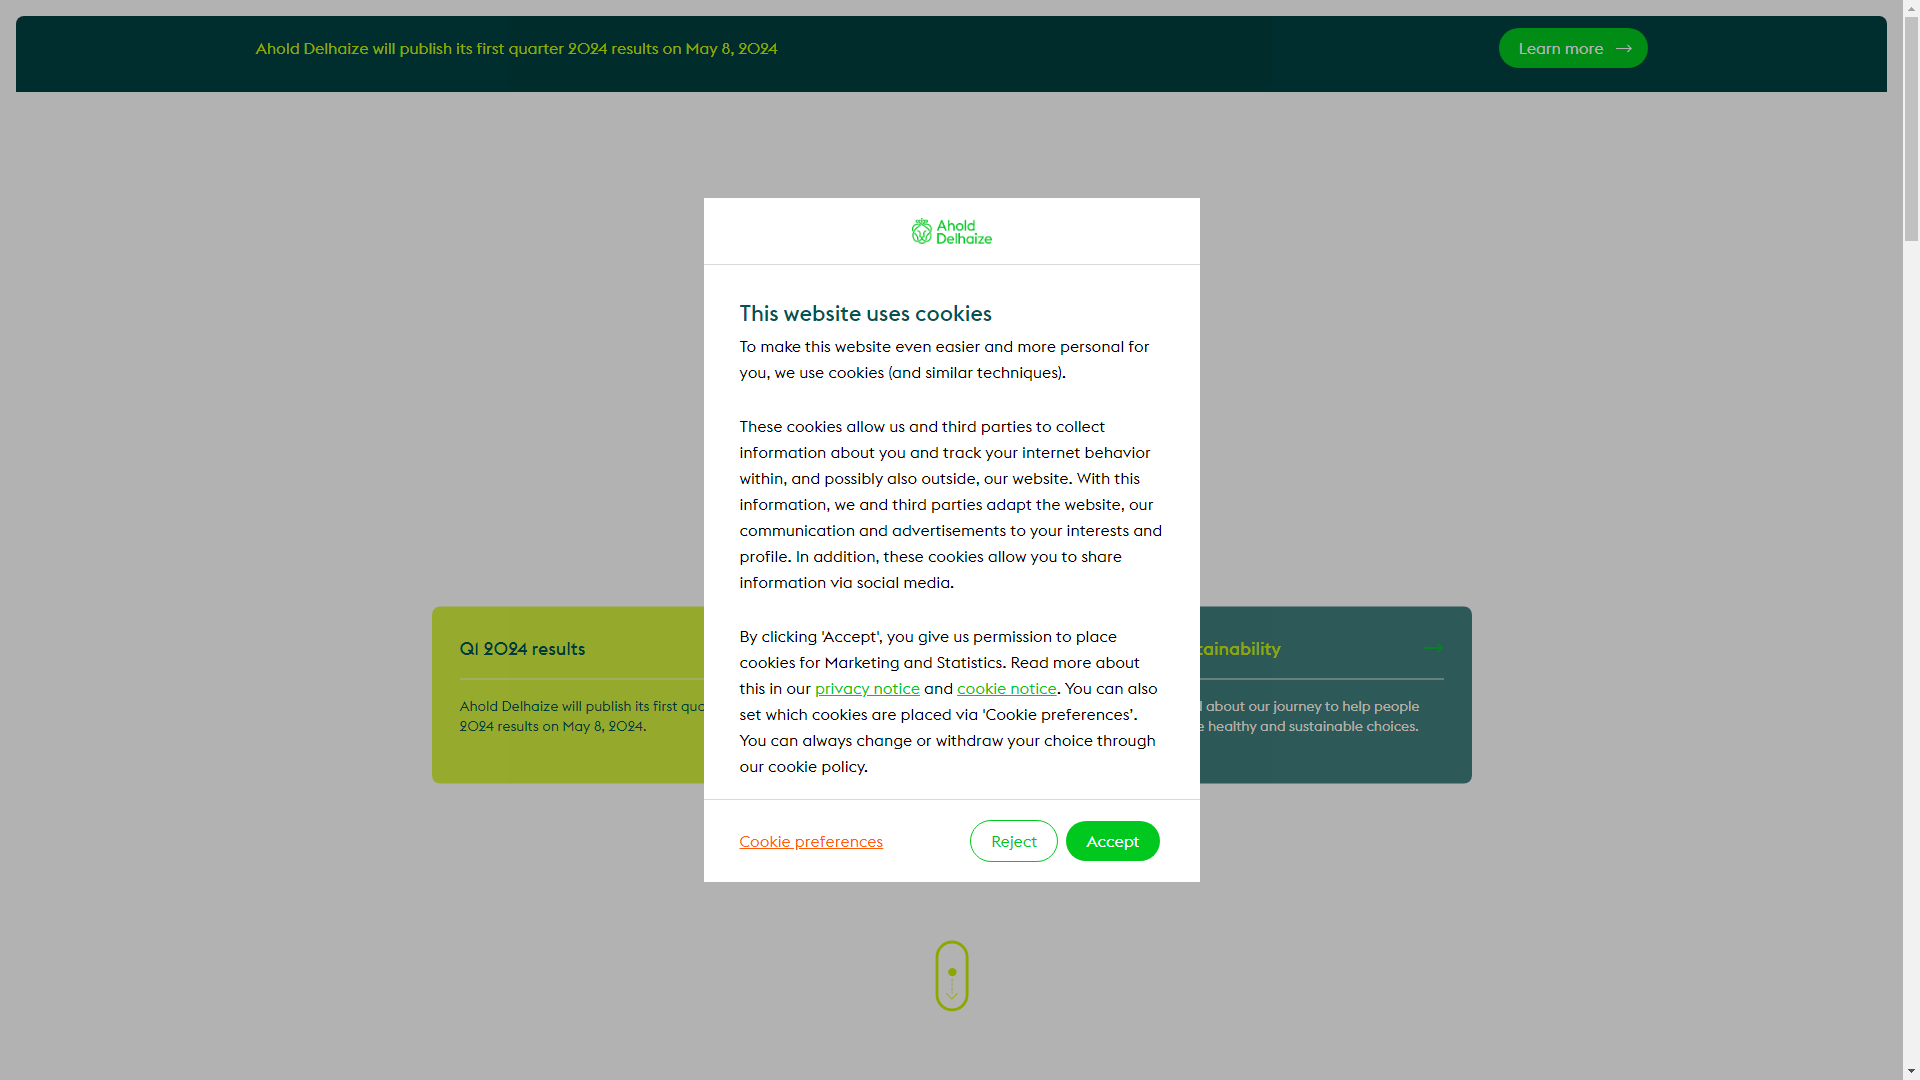 Ahold Delhaize will publish its first quarter 2024 results on May 8, 2024
Learn more
Ahold
Delhaize
This website uses cookies
To make this website even easier and more personal for
you, we use cookies (and similar techniques).
These cookies allow us and third parties to collect
information about you and track your internet behavior
within, and possibly also outside, our website. With this
information, we and third parties adapt the website, our
communication and advertisements to your interests and
profile. In addition, these cookies allow you to share
information via social media.
By clicking 'Accept', you give us permission to place
cookies for Marketing and Statistics. Read more about
this in our privacy notice and cookie notice. You can also
set which cookies are placed via 'Cookie preferences’.
You can always change or withdraw your choice through
our cookie policy.
Cookie preferences
Reject
Accept
Q1 2024 results
Ahold Delhaize will publish its first
2024 results on May 8, 2024.
about our journey to help people
healthy and sustainable choices.